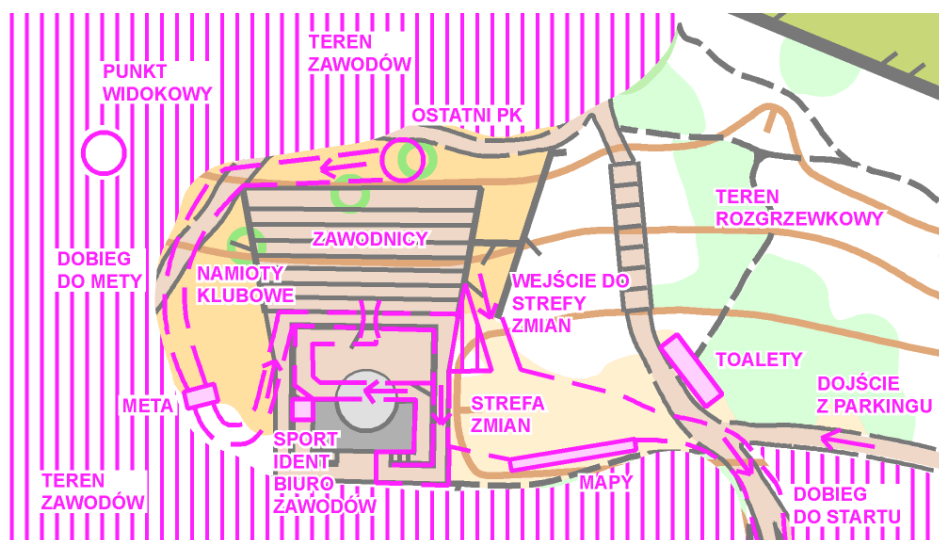 TEREN
ZAWODÓW
PUNKT
WIDOKOWY
OSTATNI PK
TEREN
ROZGRZEWKOWY
ZAWODNICY
DOBIEG
DO METY
NAMIOTY
KLUBOWE
WEJŚCIE DO
STREFY
ZMIAN
TOALETY
DOJŚCIE
Z PARKINGU
META
STREFA
ZMIAN
SPORT
IDENT
BIURO
ZAWODÓW
MAPY
TEREN
ZAWODÓW
DOBIEG
DO STARTU